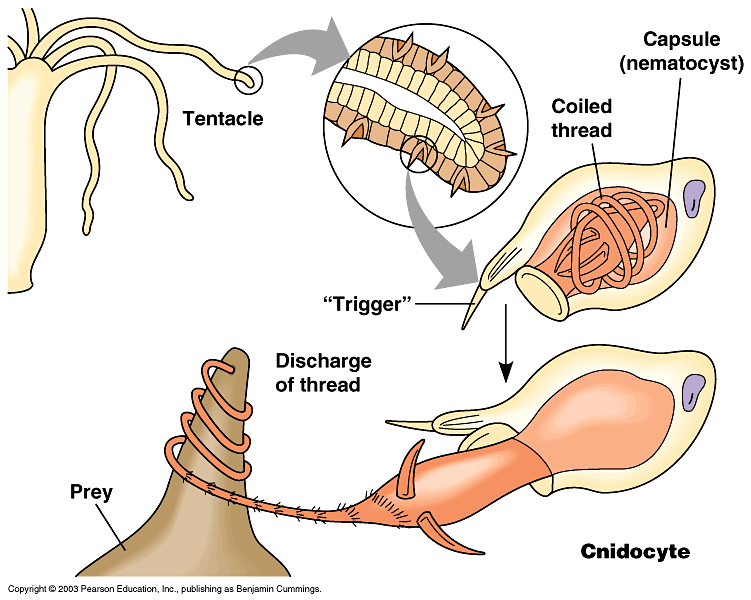 Capsule
(nematocyst)
Coiled
thread
Tentacle
“Trigger”
Discharge
of thread
Prey
Cnidocyte
Copyright © 2003 Pearson Education, Inc., publishing as Benjamin Cummings.